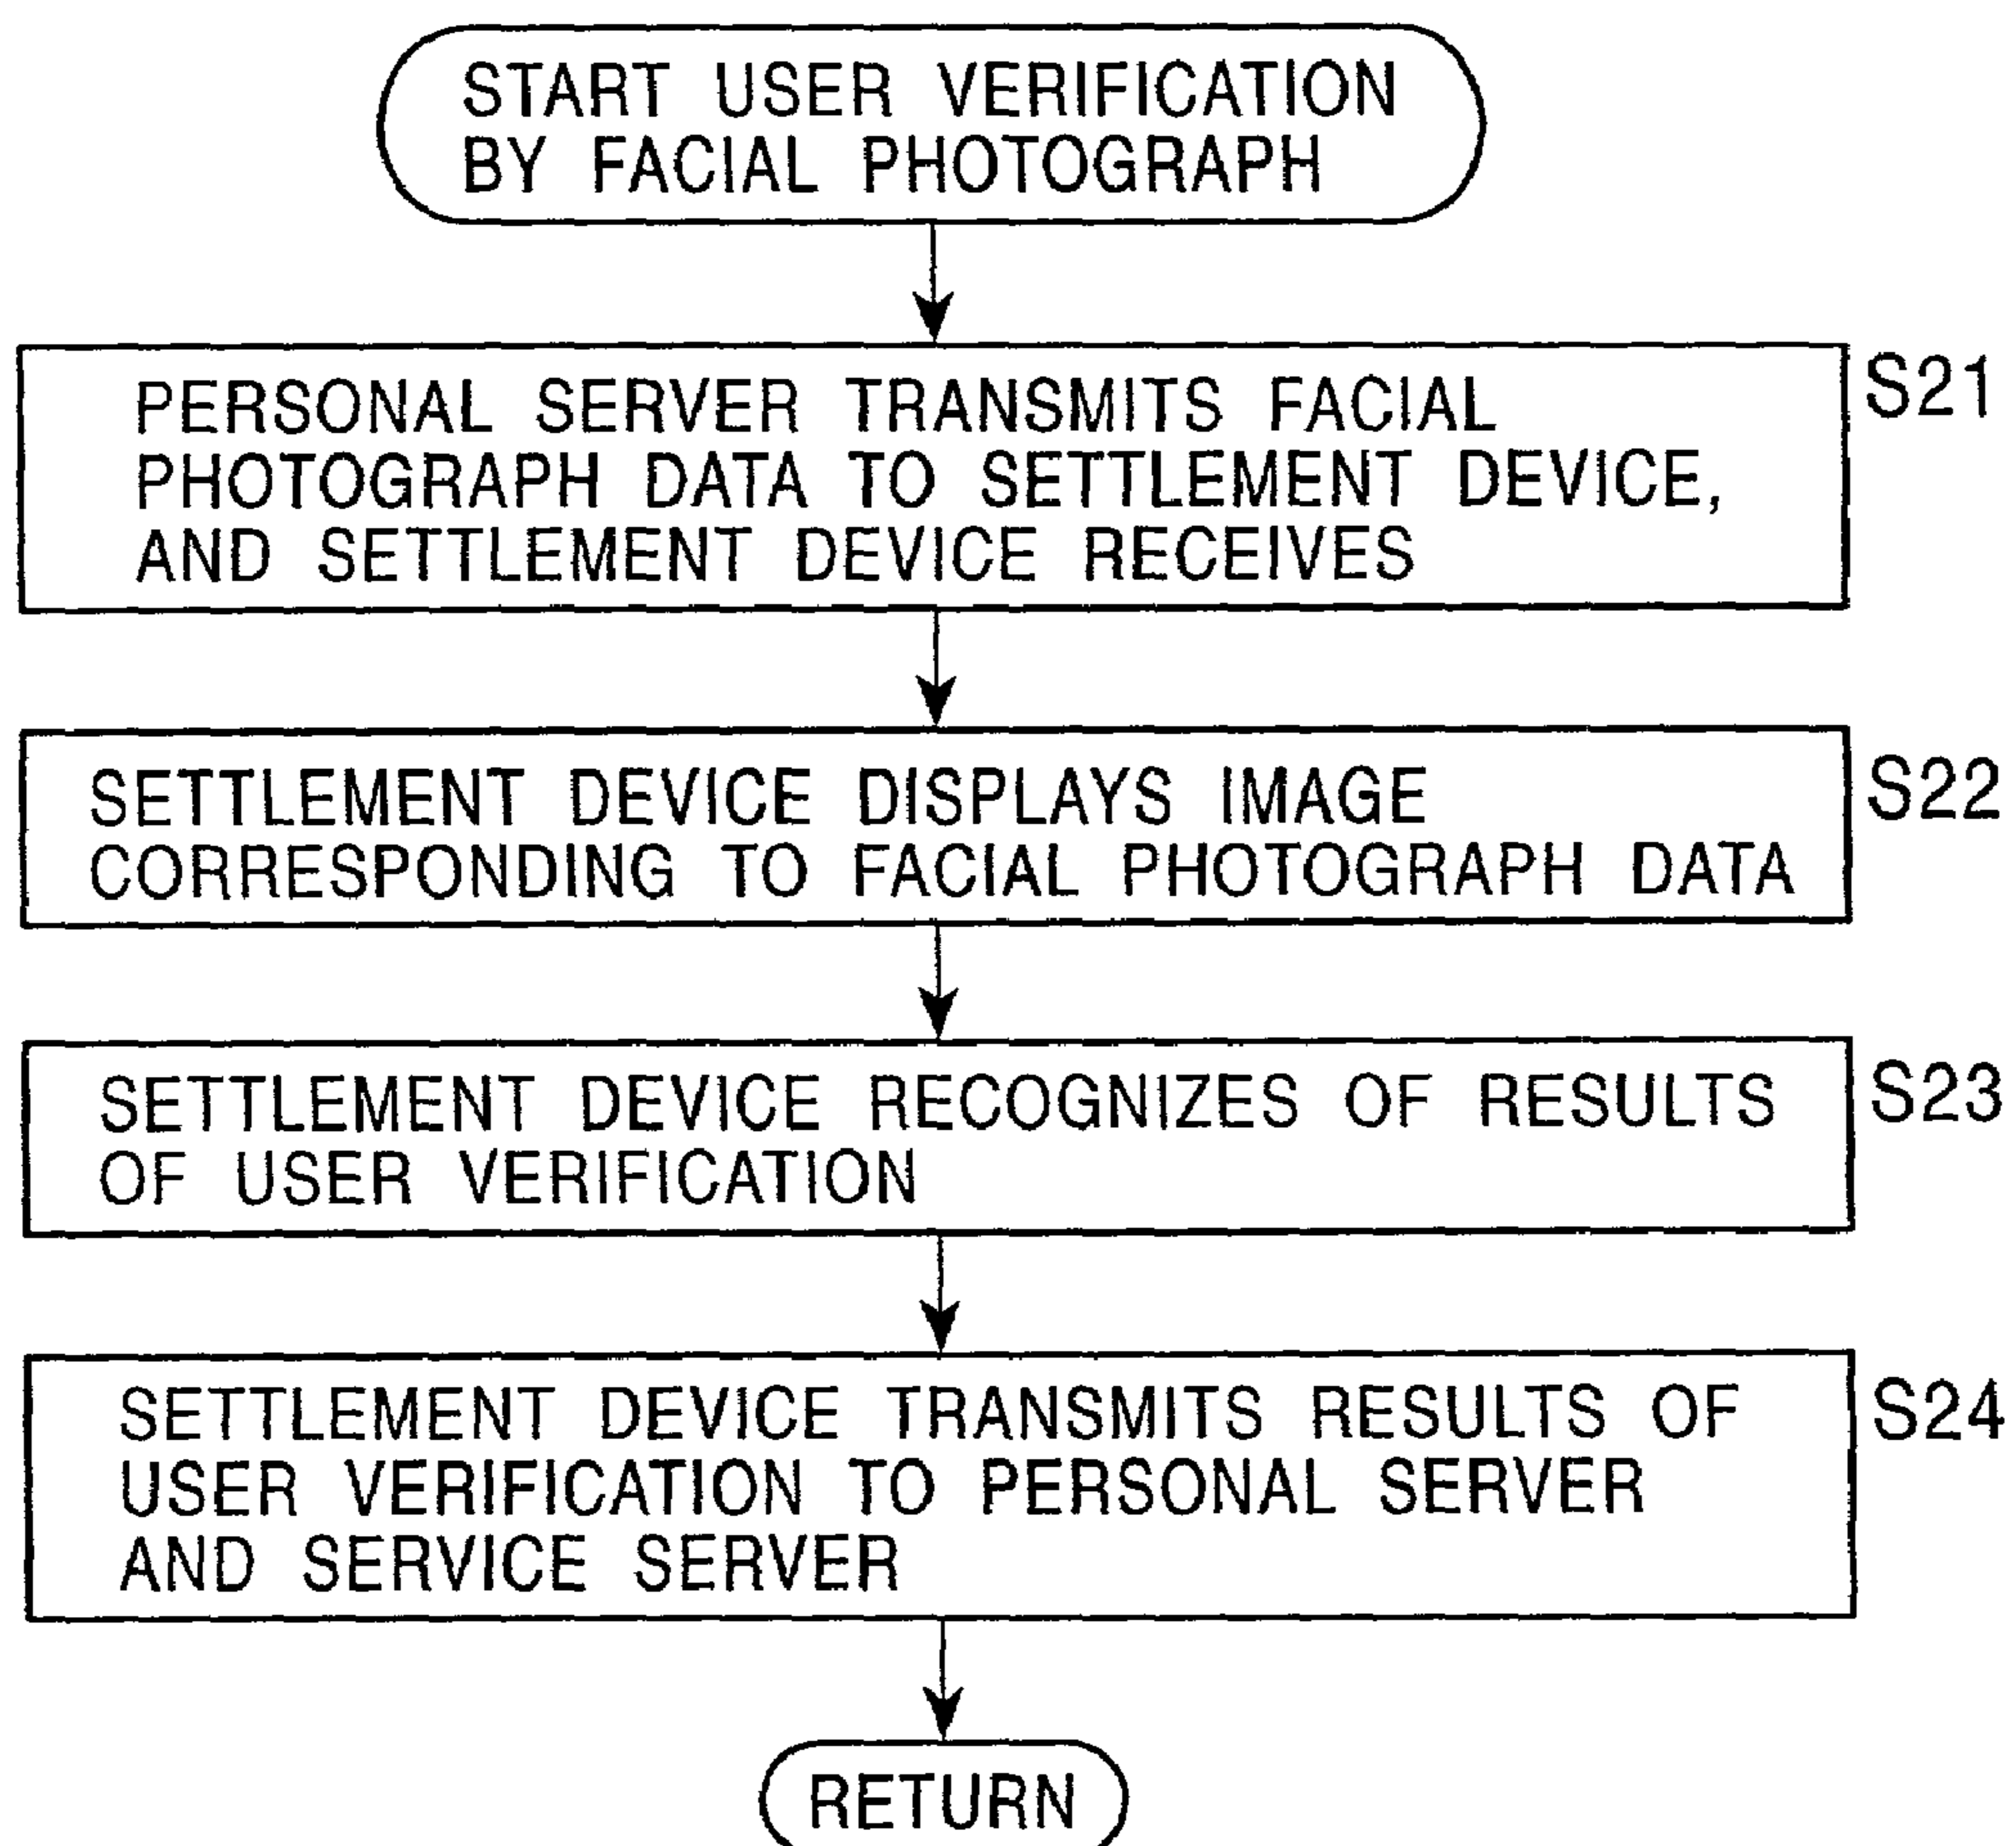 START USER VERIFICATION
BY FACIAL PHOTOGRAPH
PERSONAL SERVER TRANSMITS FACIAL
PHOTOGRAPH DATA TO SETTLEMENT DEVICE,
AND SETTLEMENT DEVICE RECEIVES
S21
SETTLEMENT DEVICE DISPLAYS IMAGE
CORRESPONDING TO FACIAL PHOTOGRAPH DATA
S22
SETTLEMENT DEVICE RECOGNIZES OF RESULTS
OF USER VERIFICATION
S23
SETTLEMENT DEVICE TRANSMITS RESULTS OF
USER VERIFICATION TO PERSONAL SERVER
AND SERVICE SERVER
S24
RETURN